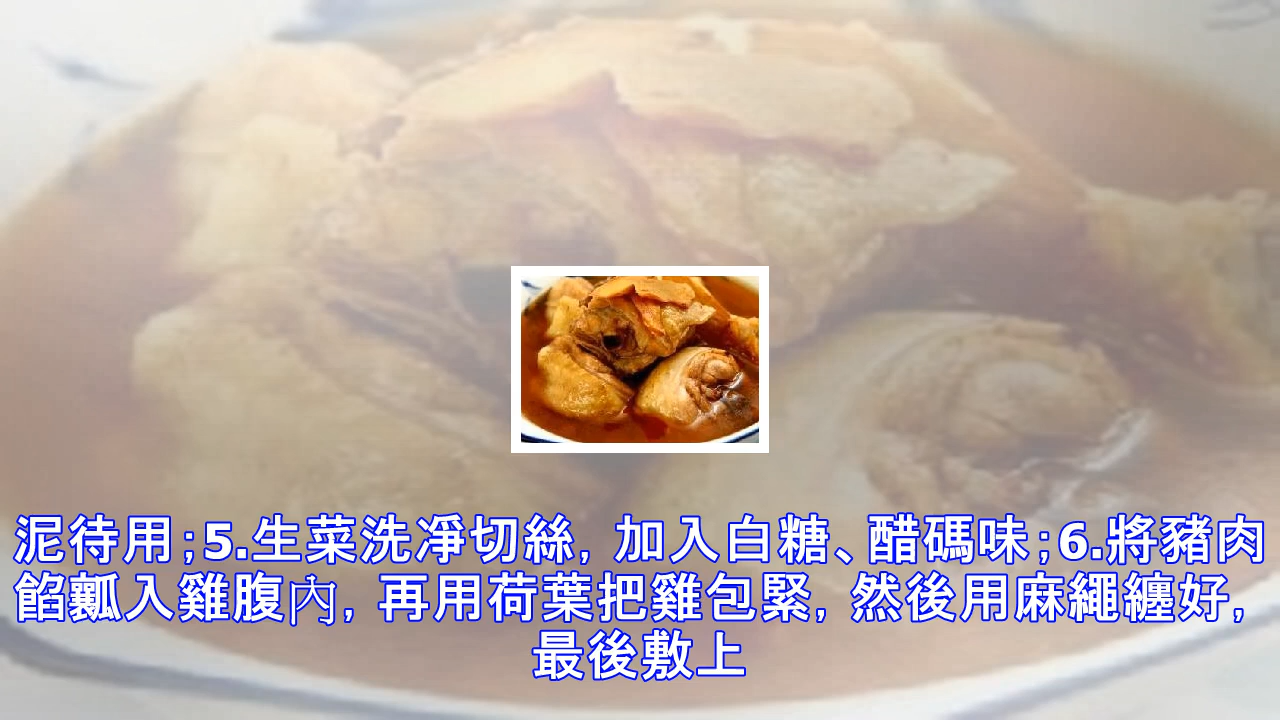 泥待用;5.生菜洗凈切絲, 加入白糖、醋碼味;6.將豬肉
餡瓤入雞腹內, 再用荷葉把雞包緊, 然後用麻繩纏好,
最後敷上